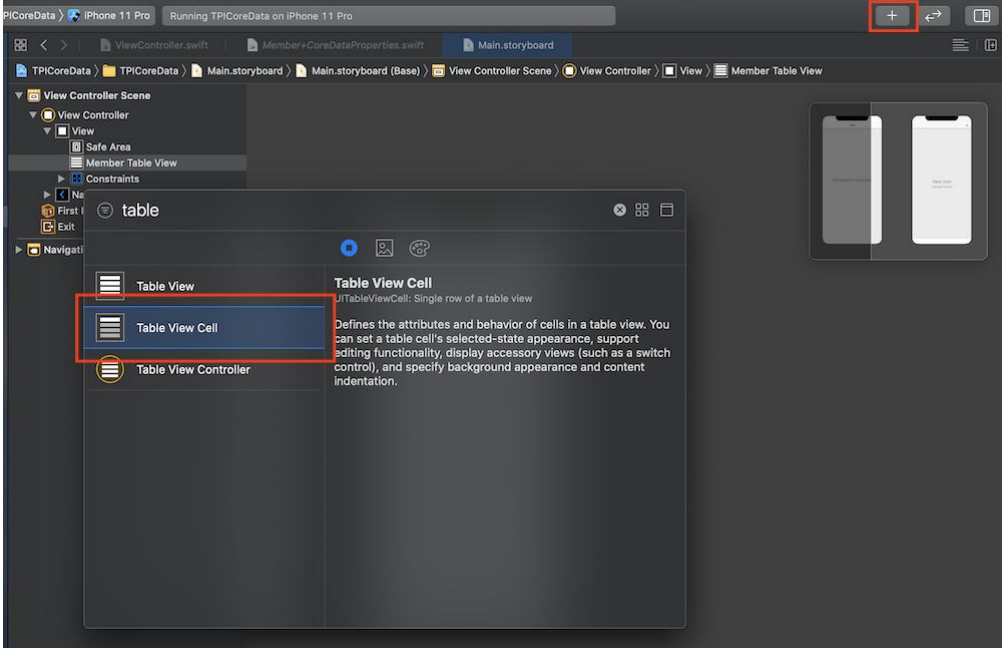 PICoreData 〉 iPhone 11 Pro
Running TPICoreData on iPhone 11 Pro
ViewController.swift
Member+CoreDataProperties.swift
Main.storyboard
TPICoreData 〉 TPICoreData 〉 Main.storyboard 〉 Main.storyboard (Base) 〉 View Controller Scene 〉 View Controller 〉 View 〉 Member Table View
View Controller Scene
View Controller
View
Safe Area
Member Table View
Constraints
Na
First
Exit
Navigati
table
Table View
Table View Cell
Table View Controller
Table View Cell
UITableViewCell: Single row of a table view
Defines the attributes and behavior of cells in a table view. You
can set a table cell's selected-state appearance, support
editing functionality, display accessory views (such as a switch
control), and specify background appearance and content
indentation.